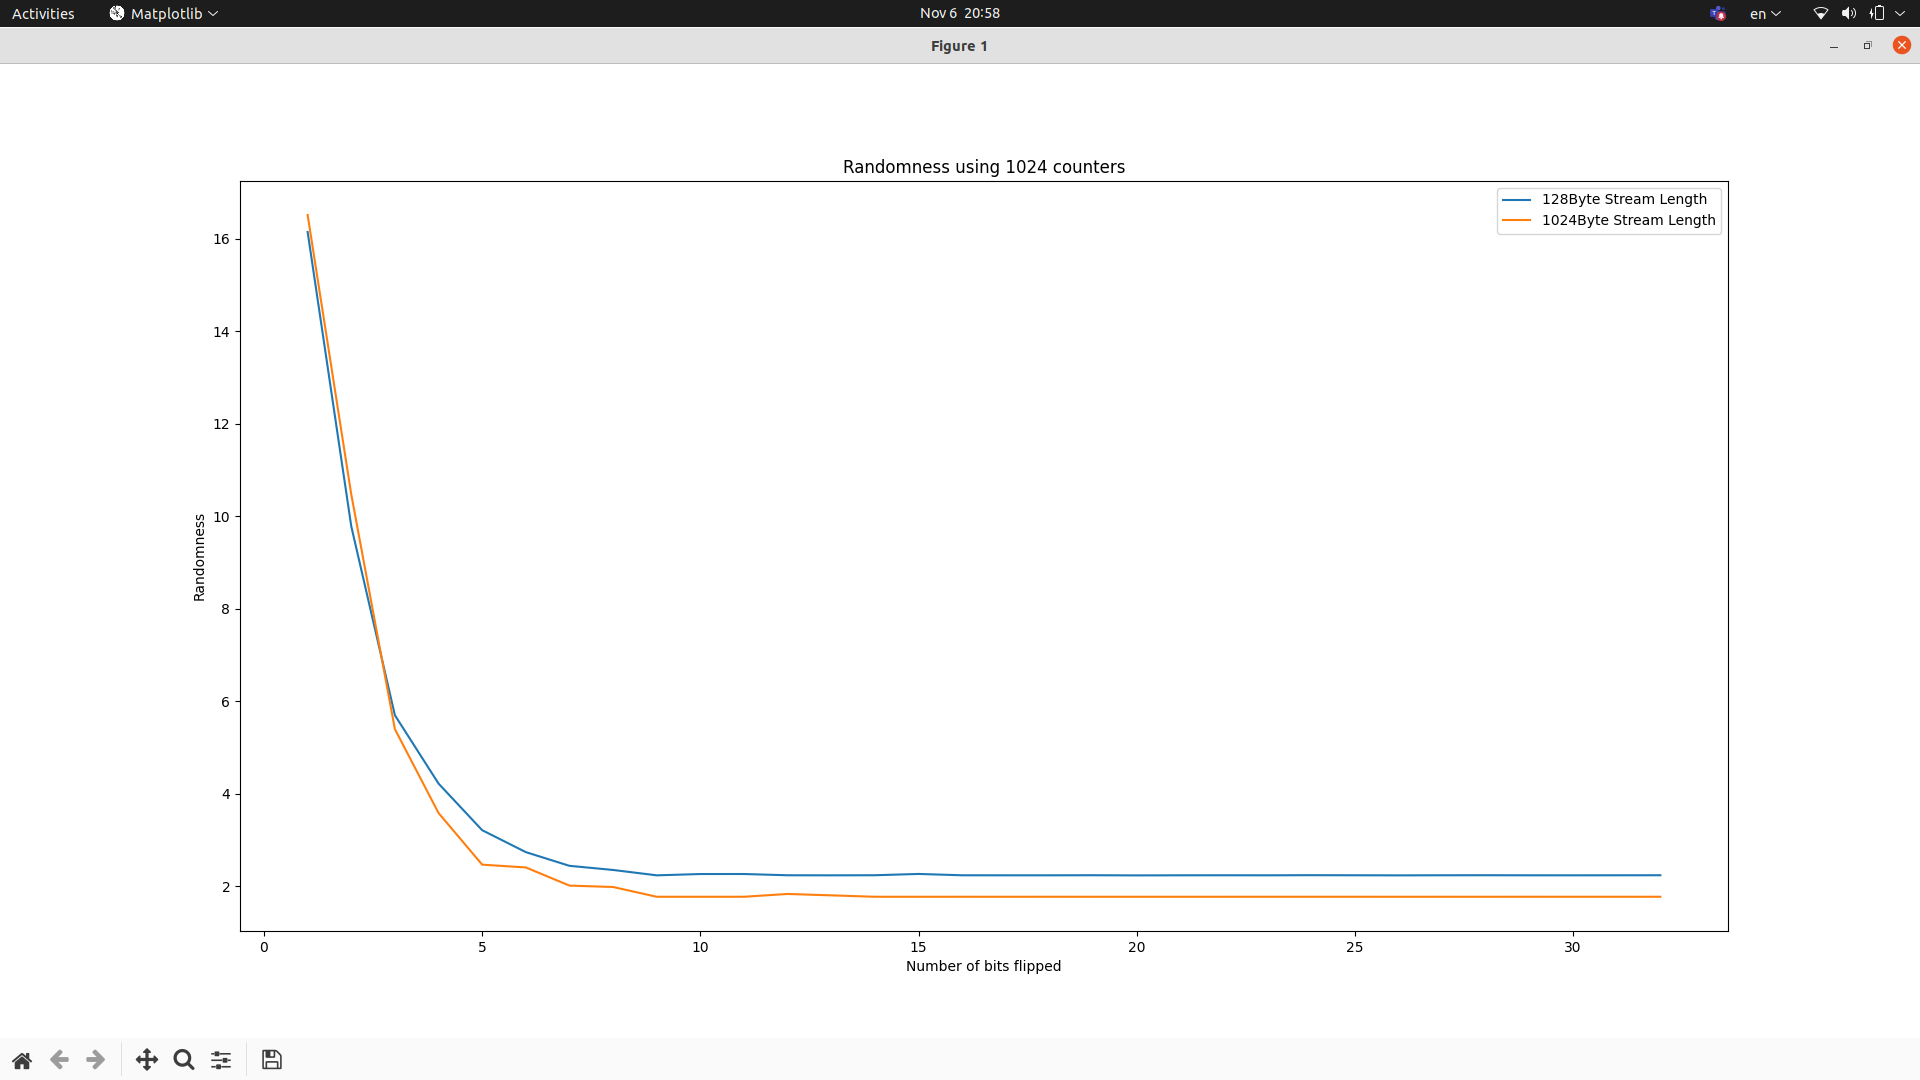 Activities
Matplotlib
Nov 6 20:58
en
Figure 1
Randomness using 1024 counters
128Byte Stream Length
1024Byte Stream Length
16
14
12
10
8
6
4
2
Randomness
0 5 10 15 20 25 30
Number of bits flipped